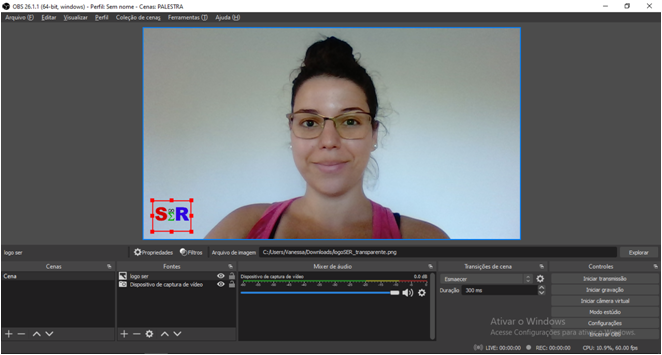 OBS 26.1.1 (64-bit, windows) - Perfil: Sem nome - Cenas: PALESTRA
Arquivo (F) Editar Visualizar Perfil Coleção de cenas Ferramentas (T) Ajuda (H)
S R
logo ser Propriedades Filtros Arquivo de imagem C:/Users/Vanessa/Downloads/logoSER_transparente.png Explorar
Cenas Fontes Mixer de áudio Transições de cena Controles
Cena
logo ser
Dispositivo de captura de vídeo
Dispositivo de captura de vídeo 0.0 dB
Esmaecer
Duração 300 ms
Iniciar transmissão
Iniciar gravação
Iniciar câmera virtual
Modo estúdio
Configurações
Encerrar OBS
Ativar o Windows
Acesse Configurações para ativar o Windows.
LIVE: 00:00:00 REC: 00:00:00 CPU: 10.9%, 60.00 fps